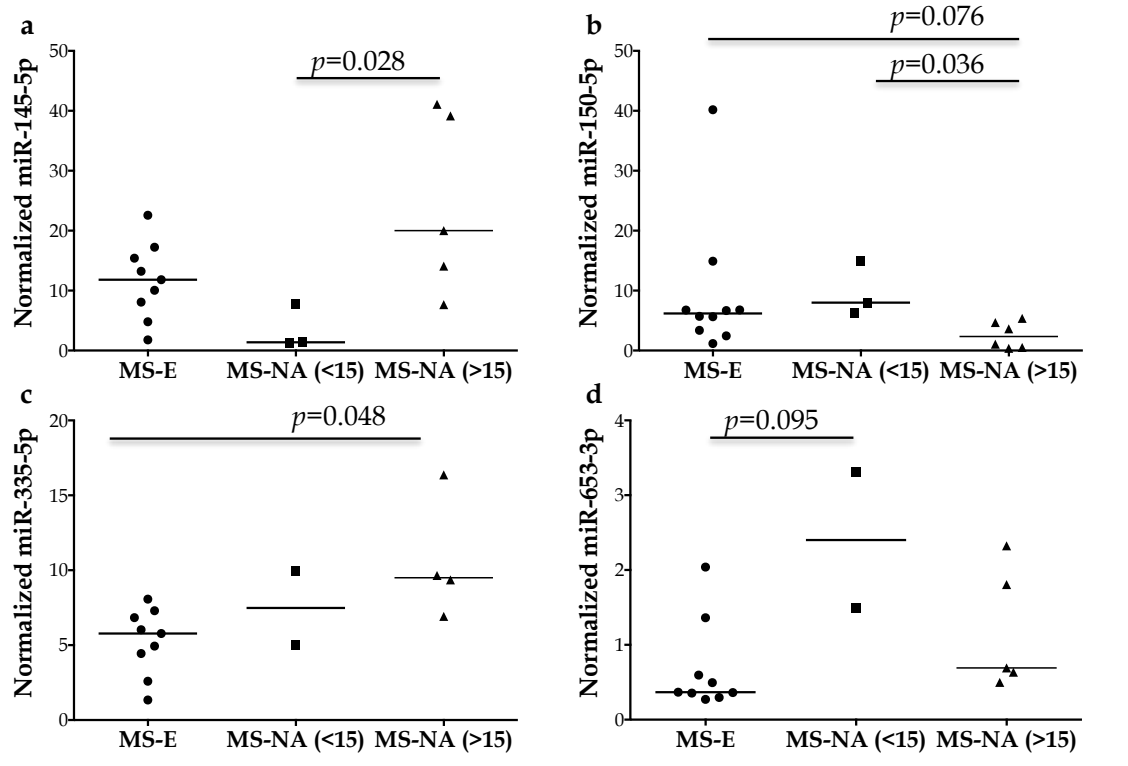 a
p=0.028
Normalized miR-145-5p
50
40
30
20
10
0
MS-E MS-NA (<15) MS-NA (>15)
b
p=0.076
p=0.036
Normalized miR-150-5p
50
40
30
20
10
0
MS-E MS-NA (<15) MS-NA (>15)
c
p=0.048
Normalized miR-335-5p
20
15
10
5
0
MS-E MS-NA (<15) MS-NA (>15)
d
p=0.095
Normalized miR-653-3p
4
3
2
1
0
MS-E MS-NA (<15) MS-NA (>15)